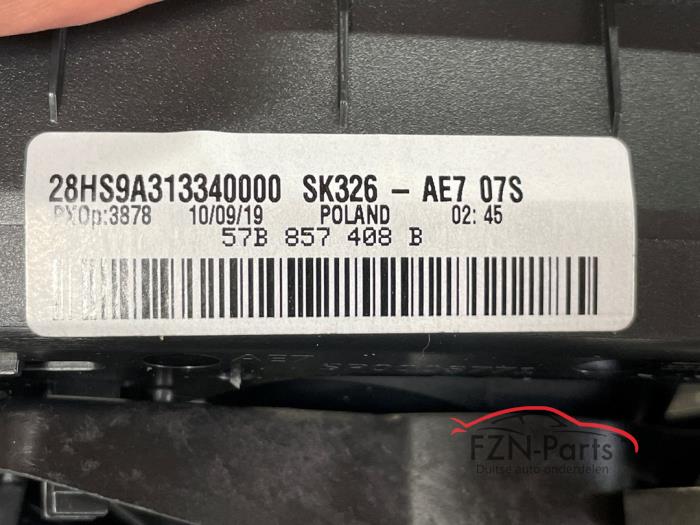 28HS9A313340000 SK326 - AE7 07S
PXOp:3878 10/09/19 POLAND 02: 45
57B 857 408 B
AE7
FZN-Parts
Duitse auto-onderdelen